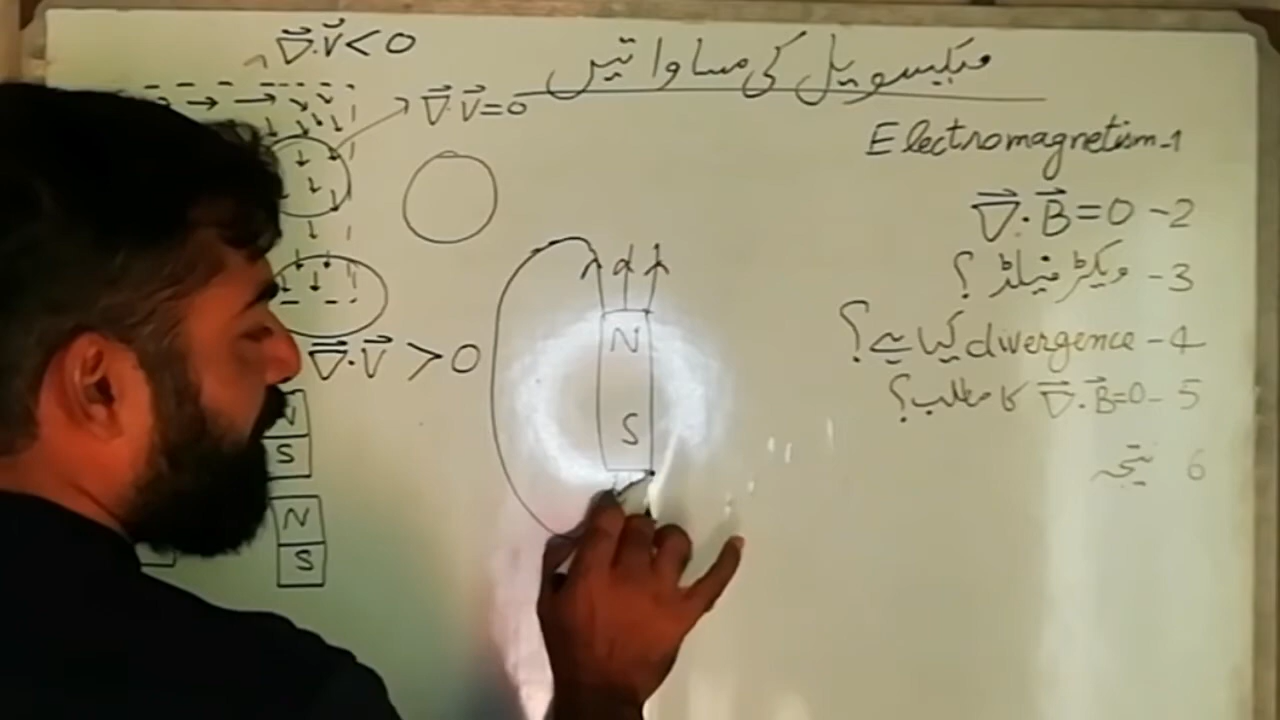 میکسویل کی مساواتیں
Electromagnetism -1
∇⃗·B⃗=0 -2
ویکٹر فیلڈ؟ -3
divergence کیا ہے؟ -4
∇⃗·B⃗=0 کا مطلب؟ -5
نتیجہ 6
∇⃗·V⃗<0
∇⃗·V⃗=0
∇⃗·V⃗>0
N
S
N
S
N
S